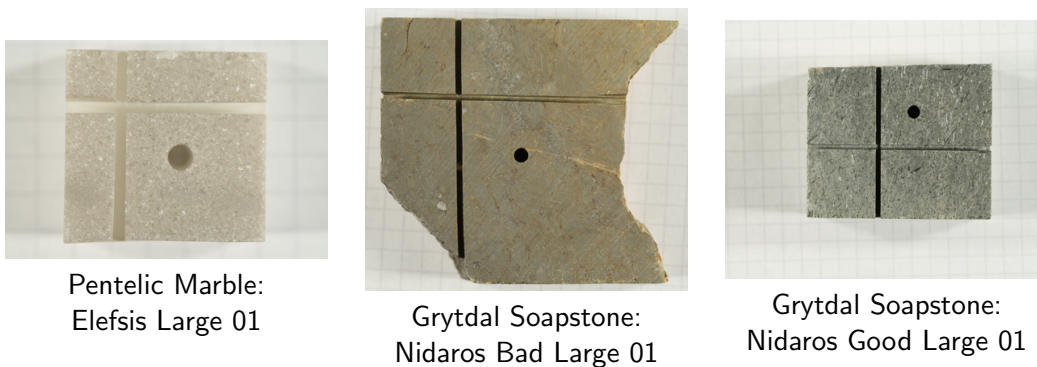 Pentelic Marble:
Elefsis Large 01
Grytdal Soapstone:
Nidaros Bad Large 01
Grytdal Soapstone:
Nidaros Good Large 01